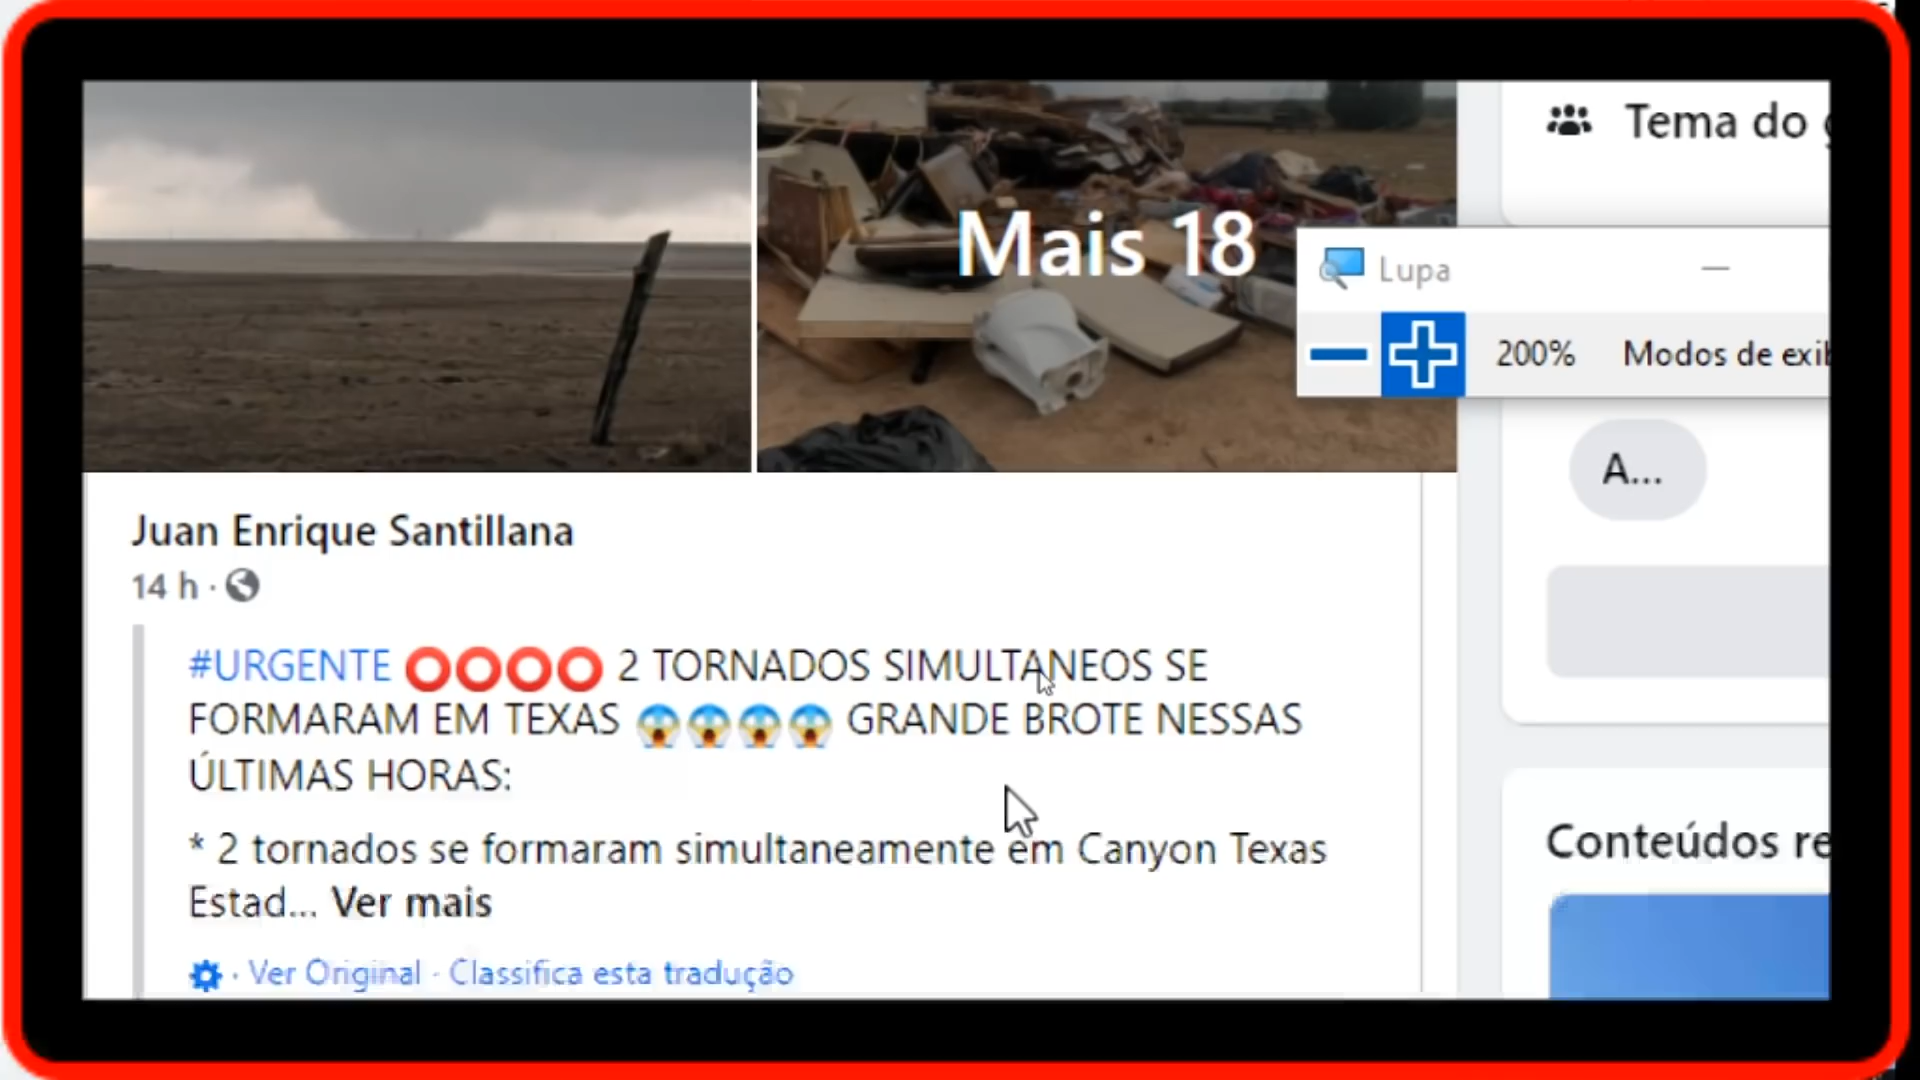 Mais 18
Tema do
Lupa
200% Modos de exib
A...
Juan Enrique Santillana
14 h ·
#URGENTE ⭕⭕⭕⭕ 2 TORNADOS SIMULTANEOS SE
FORMARAM EM TEXAS 😱😱😱😱 GRANDE BROTE NESSAS
ÚLTIMAS HORAS:
* 2 tornados se formaram simultaneamente em Canyon Texas
Estad... Ver mais
· Ver Original · Classifica esta tradução
Conteúdos re